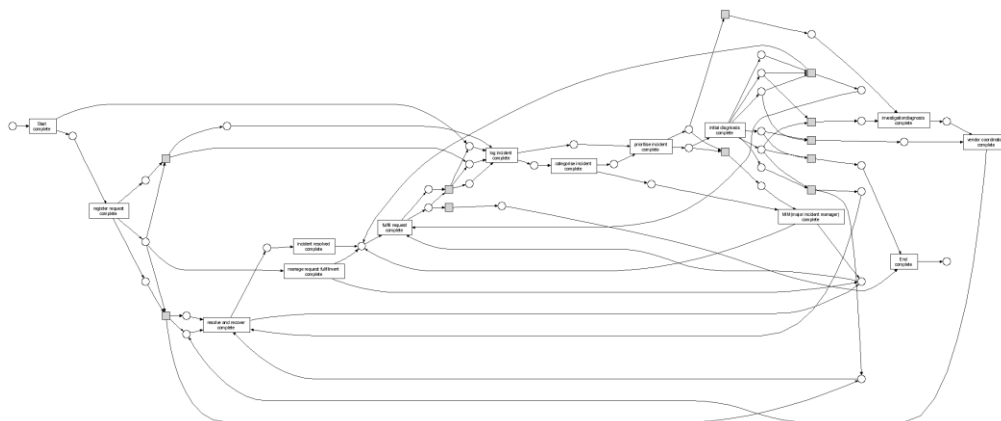 Start
complete
register request
complete
incident resolved
complete
manage request fulfillment
complete
resolve and recover
complete
fulfill request
complete
log incident
complete
categorise incident
complete
prioritise incident
complete
initial diagnosis
complete
MIM (major incident manager)
complete
investigation/diagnosis
complete
vendor coordinatio
complete
End
complete